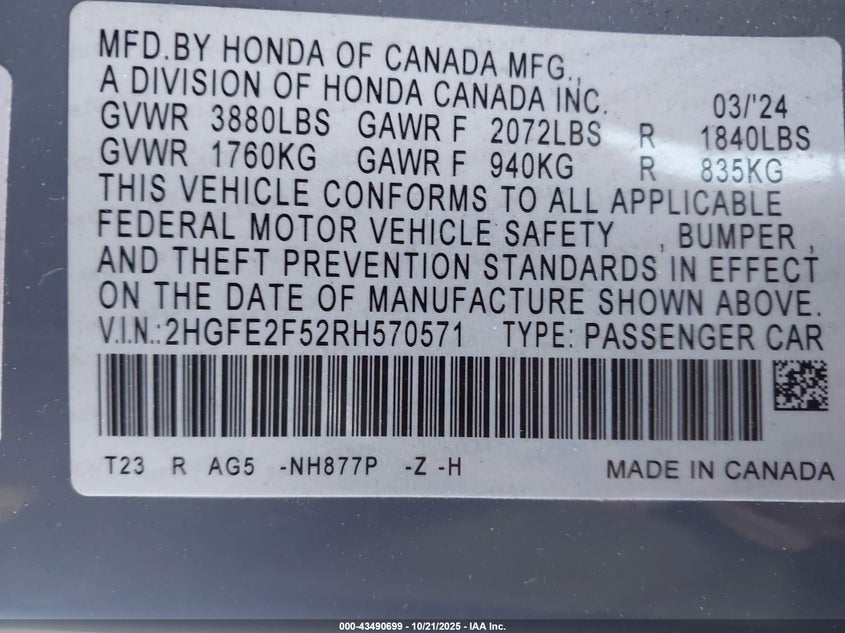 MFD.BY HONDA OF CANADA MFG.,
A DIVISION OF HONDA CANADA INC. 03/'24
GVWR 3880LBS GAWR F 2072LBS R 1840LBS
GVWR 1760KG GAWR F 940KG R 835KG
THIS VEHICLE CONFORMS TO ALL APPLICABLE
FEDERAL MOTOR VEHICLE SAFETY , BUMPER ,
AND THEFT PREVENTION STANDARDS IN EFFECT
ON THE DATE OF MANUFACTURE SHOWN ABOVE.
V.I.N.:2HGFE2F52RH570571 TYPE: PASSENGER CAR
T23 R AG5 -NH877P -Z -H MADE IN CANADA
000-43490699 - 10/21/2025 - IAA Inc.